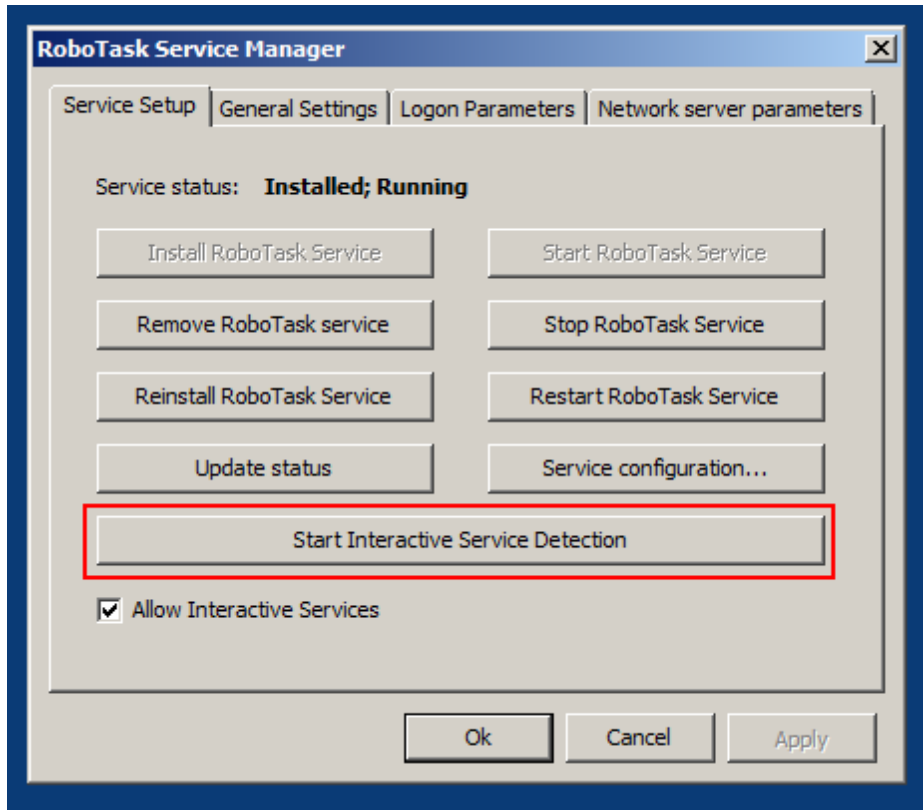 RoboTask Service Manager
Service Setup General Settings Logon Parameters Network server parameters
Service status: Installed; Running
Install RoboTask Service Start RoboTask Service
Remove RoboTask service Stop RoboTask Service
Reinstall RoboTask Service Restart RoboTask Service
Update status Service configuration...
Start Interactive Service Detection
Allow Interactive Services
Ok Cancel Apply